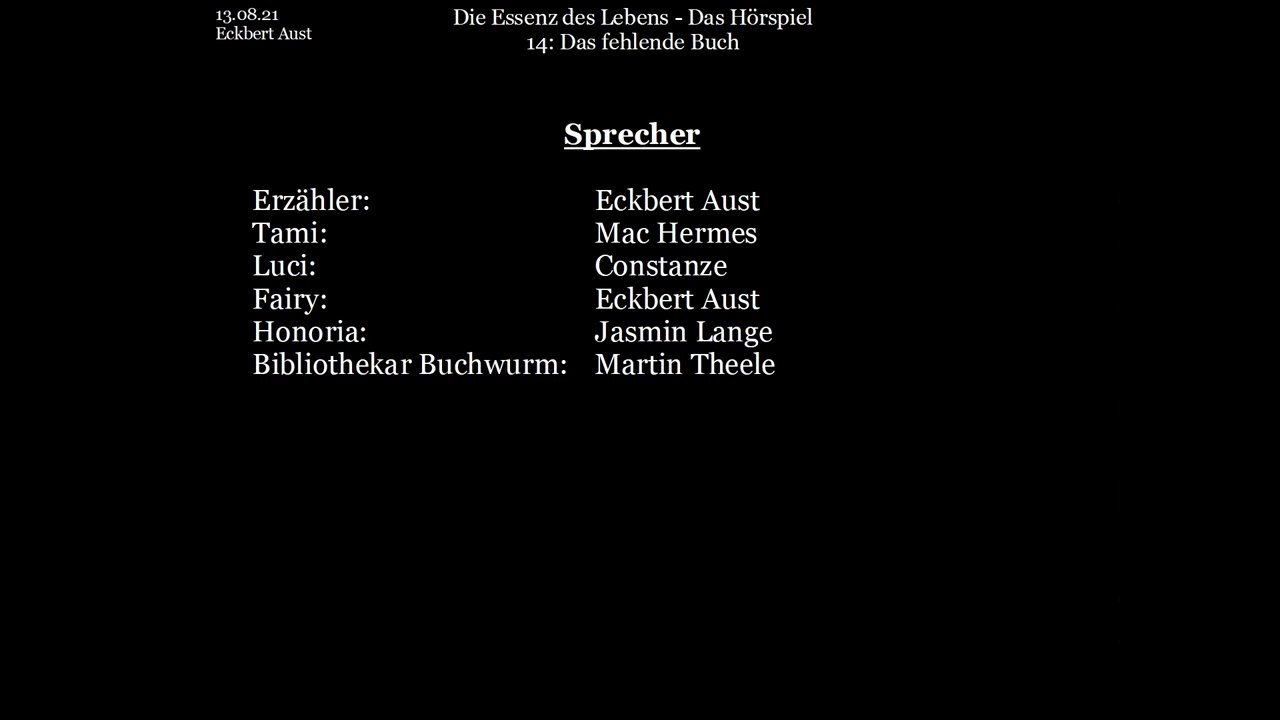 13.08.21
Eckbert Aust
Die Essenz des Lebens - Das Hörspiel
14: Das fehlende Buch
Sprecher
Erzähler: Eckbert Aust
Tami: Mac Hermes
Luci: Constanze
Fairy: Eckbert Aust
Honoria: Jasmin Lange
Bibliothekar Buchwurm: Martin Theele